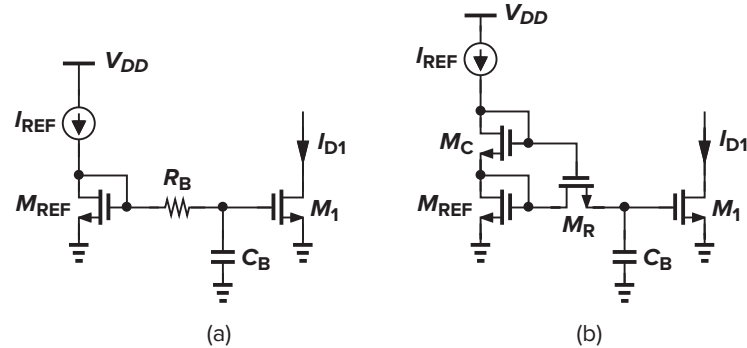 V_DD
I_REF
M_REF
R_B
C_B
I_D1
M_1
(a)
V_DD
I_REF
M_C
M_REF
M_R
C_B
I_D1
M_1
(b)